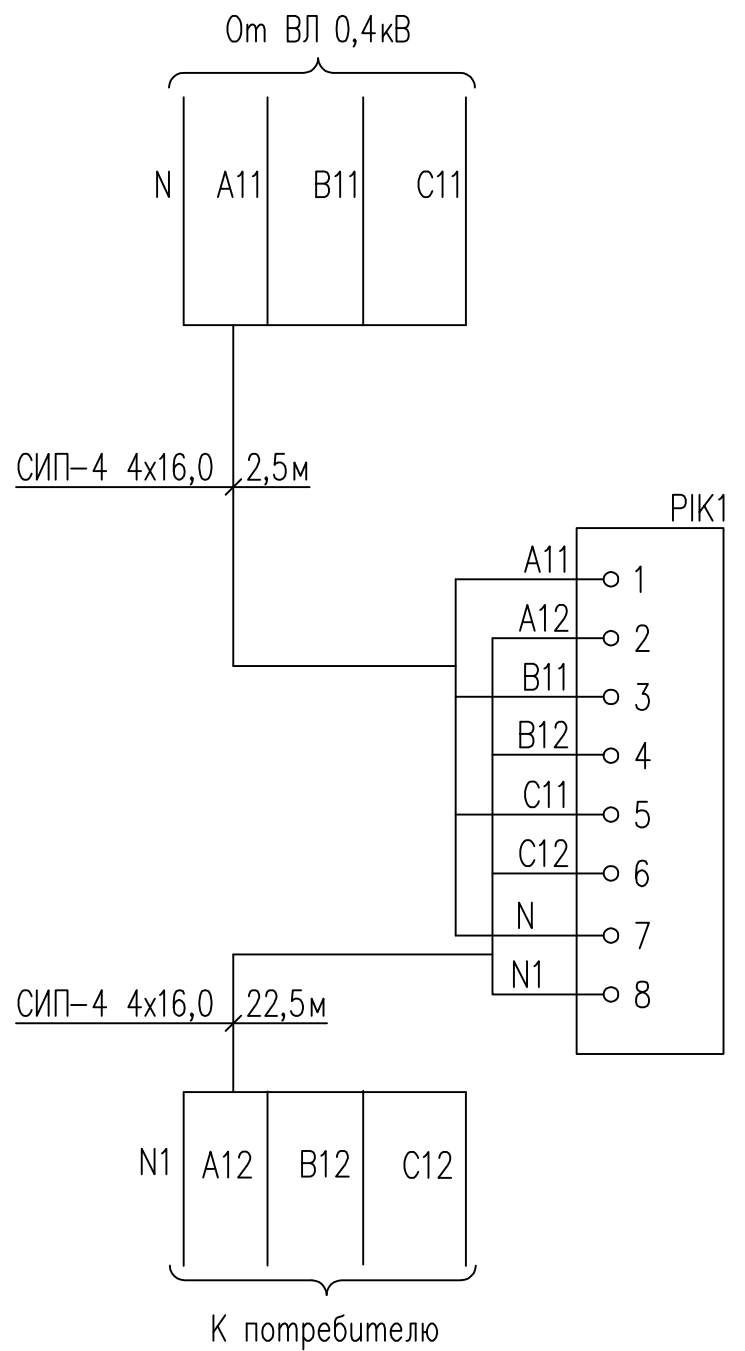 От ВЛ 0,4кВ
N A11 B11 C11
СИП-4 4х16,0 2,5м
PIK1
A11 1
A12 2
B11 3
B12 4
C11 5
C12 6
N 7
N1 8
СИП-4 4х16,0 22,5м
N1 A12 B12 C12
К потребителю